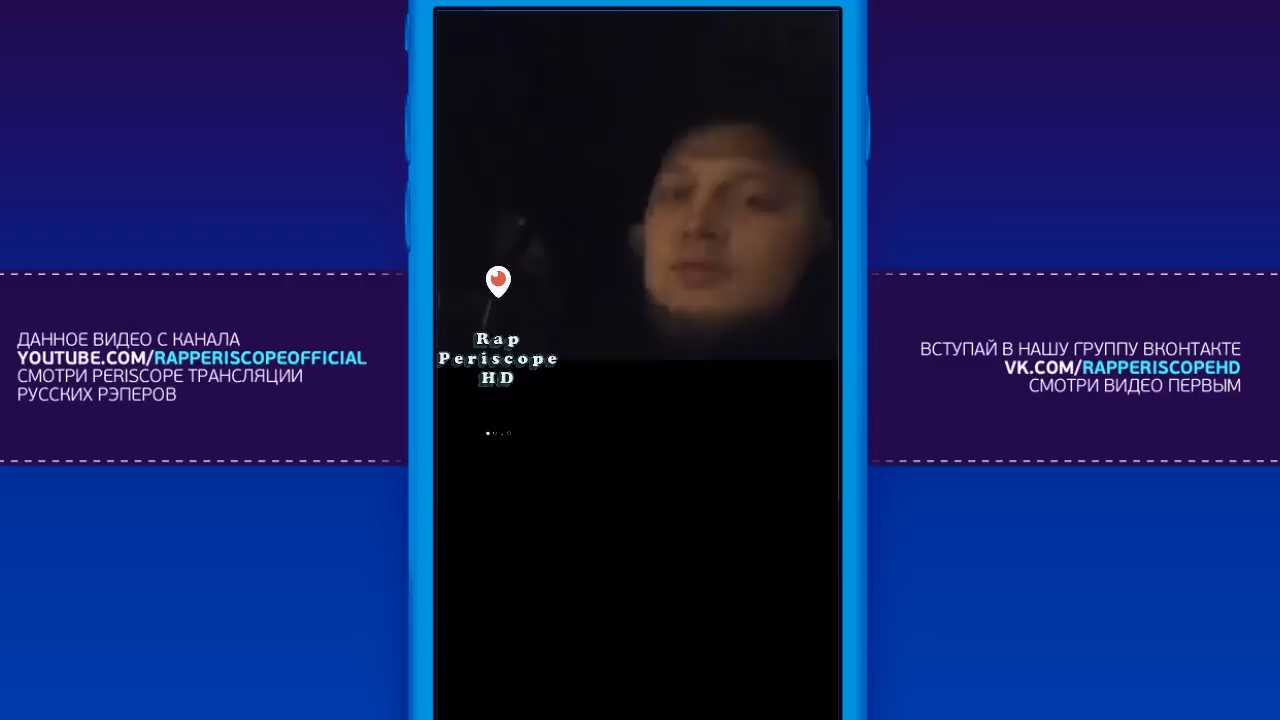 ДАННОЕ ВИДЕО С КАНАЛА
YOUTUBE.COM/RAPPERISCOPEOFFICIAL
СМОТРИ PERISCOPE ТРАНСЛЯЦИИ
РУССКИХ РЭПЕРОВ
Rap
Periscope
HD
ВСТУПАЙ В НАШУ ГРУППУ ВКОНТАКТЕ
VK.COM/RAPPERISCOPEHD
СМОТРИ ВИДЕО ПЕРВЫМ